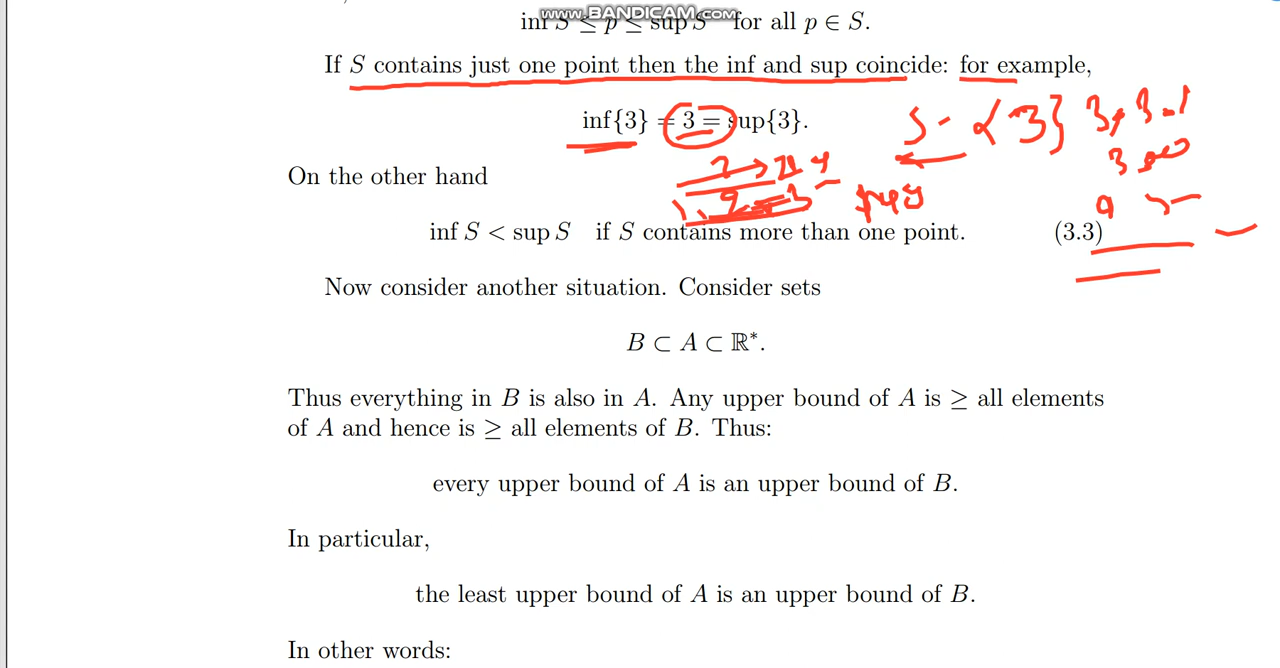 www.BANDICAM.com
inf S ≤ p ≤ sup S for all p ∈ S.
If S contains just one point then the inf and sup coincide: for example,
inf{3} = 3 = sup{3}.
S - {3} 3, 3.1
On the other hand
inf S < sup S if S contains more than one point. (3.3)
Now consider another situation. Consider sets
B ⊂ A ⊂ ℝ*.
Thus everything in B is also in A. Any upper bound of A is ≥ all elements
of A and hence is ≥ all elements of B. Thus:
every upper bound of A is an upper bound of B.
In particular,
the least upper bound of A is an upper bound of B.
In other words: